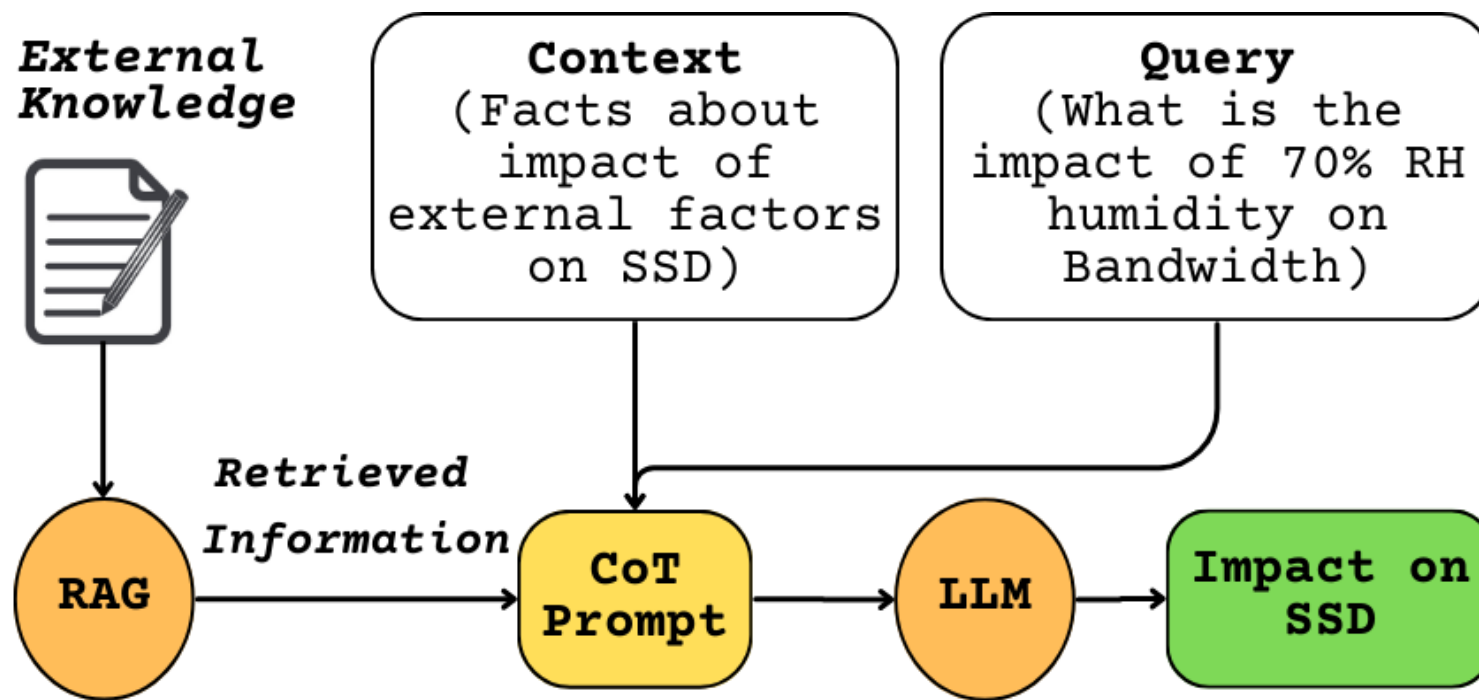 External
Knowledge
Context
(Facts about
impact of
external factors
on SSD)
Query
(What is the
impact of 70% RH
humidity on
Bandwidth)
Retrieved
Information
RAG
CoT
Prompt
LLM
Impact on
SSD